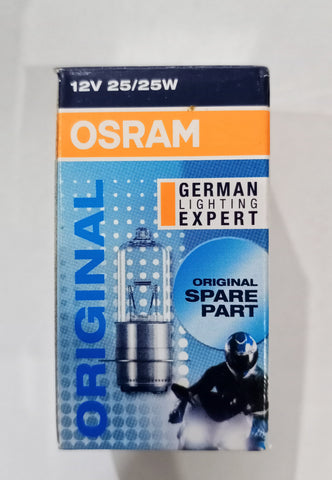 12V 25/25W
OSRAM
ORIGINAL
GERMAN
LIGHTING
EXPERT
ORIGINAL
SPARE
PART